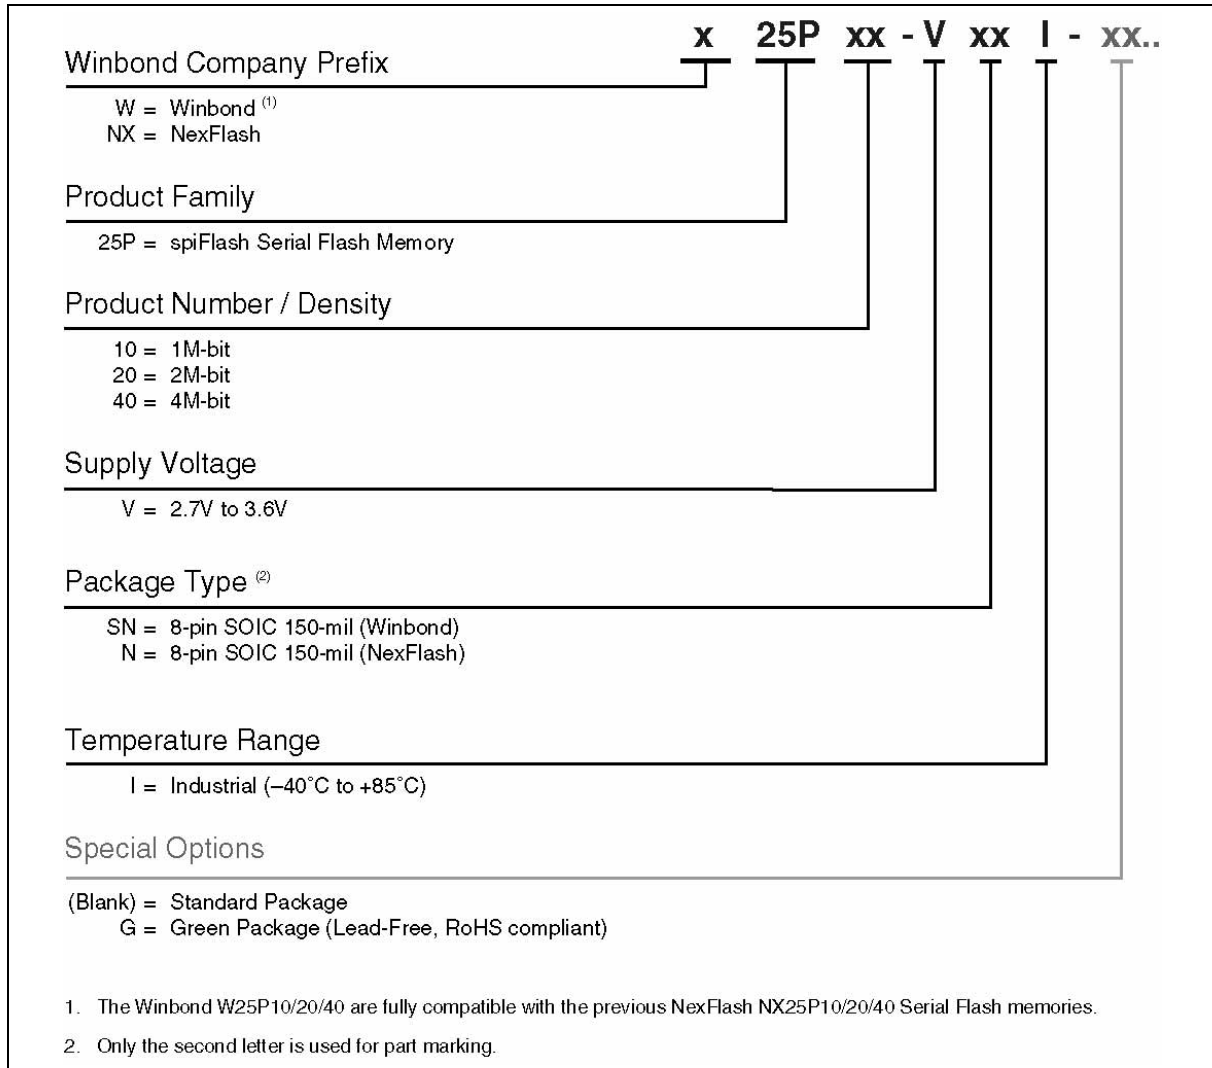 x 25P xx - V xx I - xx..
Winbond Company Prefix
W = Winbond (1)
NX = NexFlash
Product Family
25P = spiFlash Serial Flash Memory
Product Number / Density
10 = 1M-bit
20 = 2M-bit
40 = 4M-bit
Supply Voltage
V = 2.7V to 3.6V
Package Type (2)
SN = 8-pin SOIC 150-mil (Winbond)
N = 8-pin SOIC 150-mil (NexFlash)
Temperature Range
I = Industrial (–40°C to +85°C)
Special Options
(Blank) = Standard Package
G = Green Package (Lead-Free, RoHS compliant)
1. The Winbond W25P10/20/40 are fully compatible with the previous NexFlash NX25P10/20/40 Serial Flash memories.
2. Only the second letter is used for part marking.